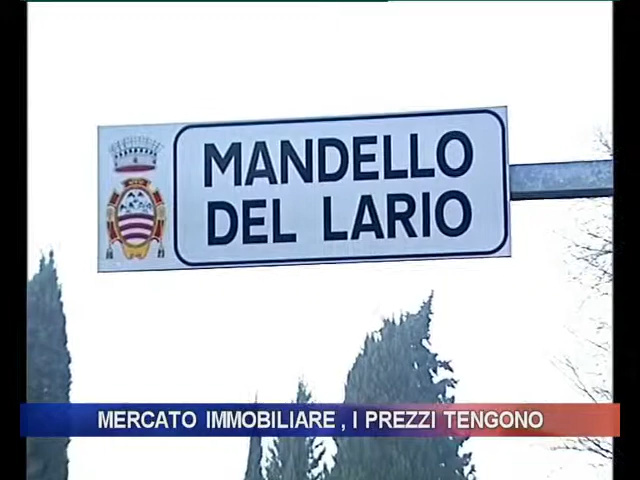 MANDELLO
DEL LARIO
MERCATO IMMOBILIARE , I PREZZI TENGONO